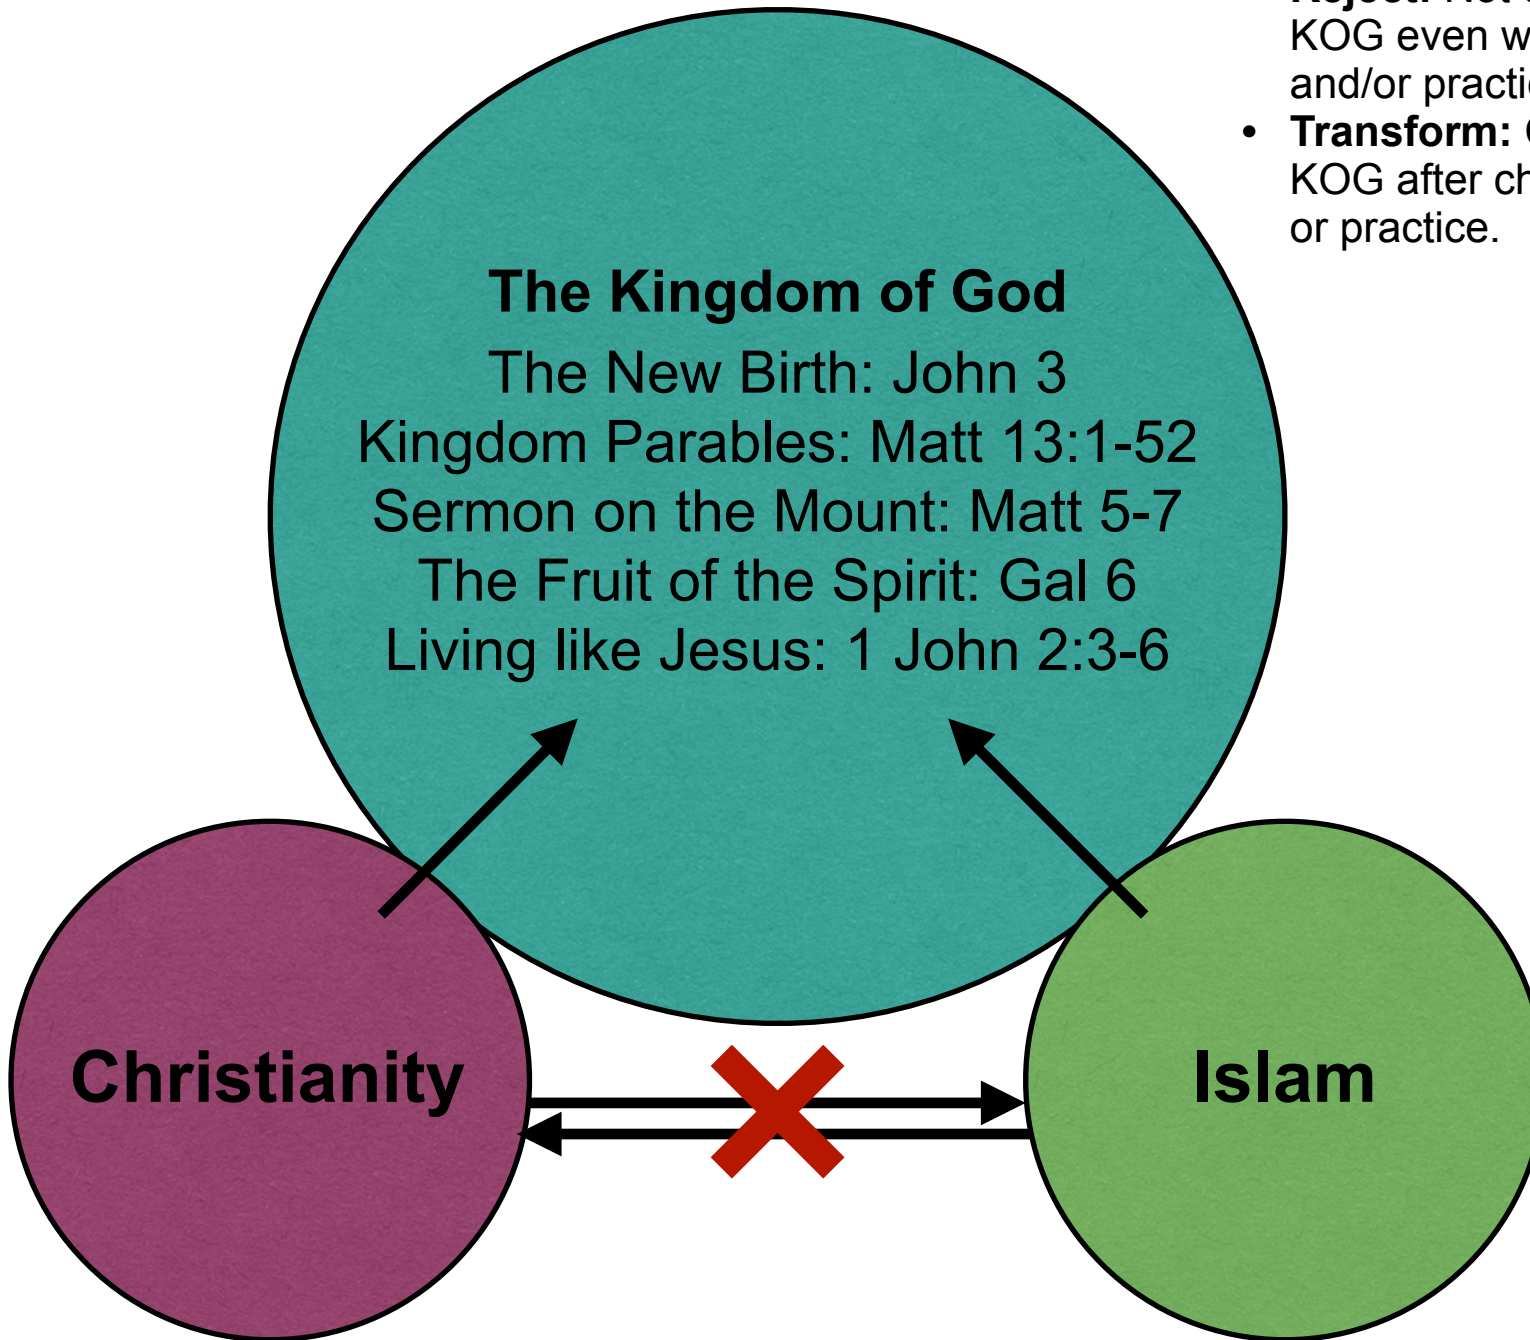 KOG even
and/or
• Transform:
KOG after
or practice.
The Kingdom of God
The New Birth: John 3
Kingdom Parables: Matt 13:1-52
Sermon on the Mount: Matt 5-7
The Fruit of the Spirit: Gal 6
Living like Jesus: 1 John 2:3-6
Christianity
Islam